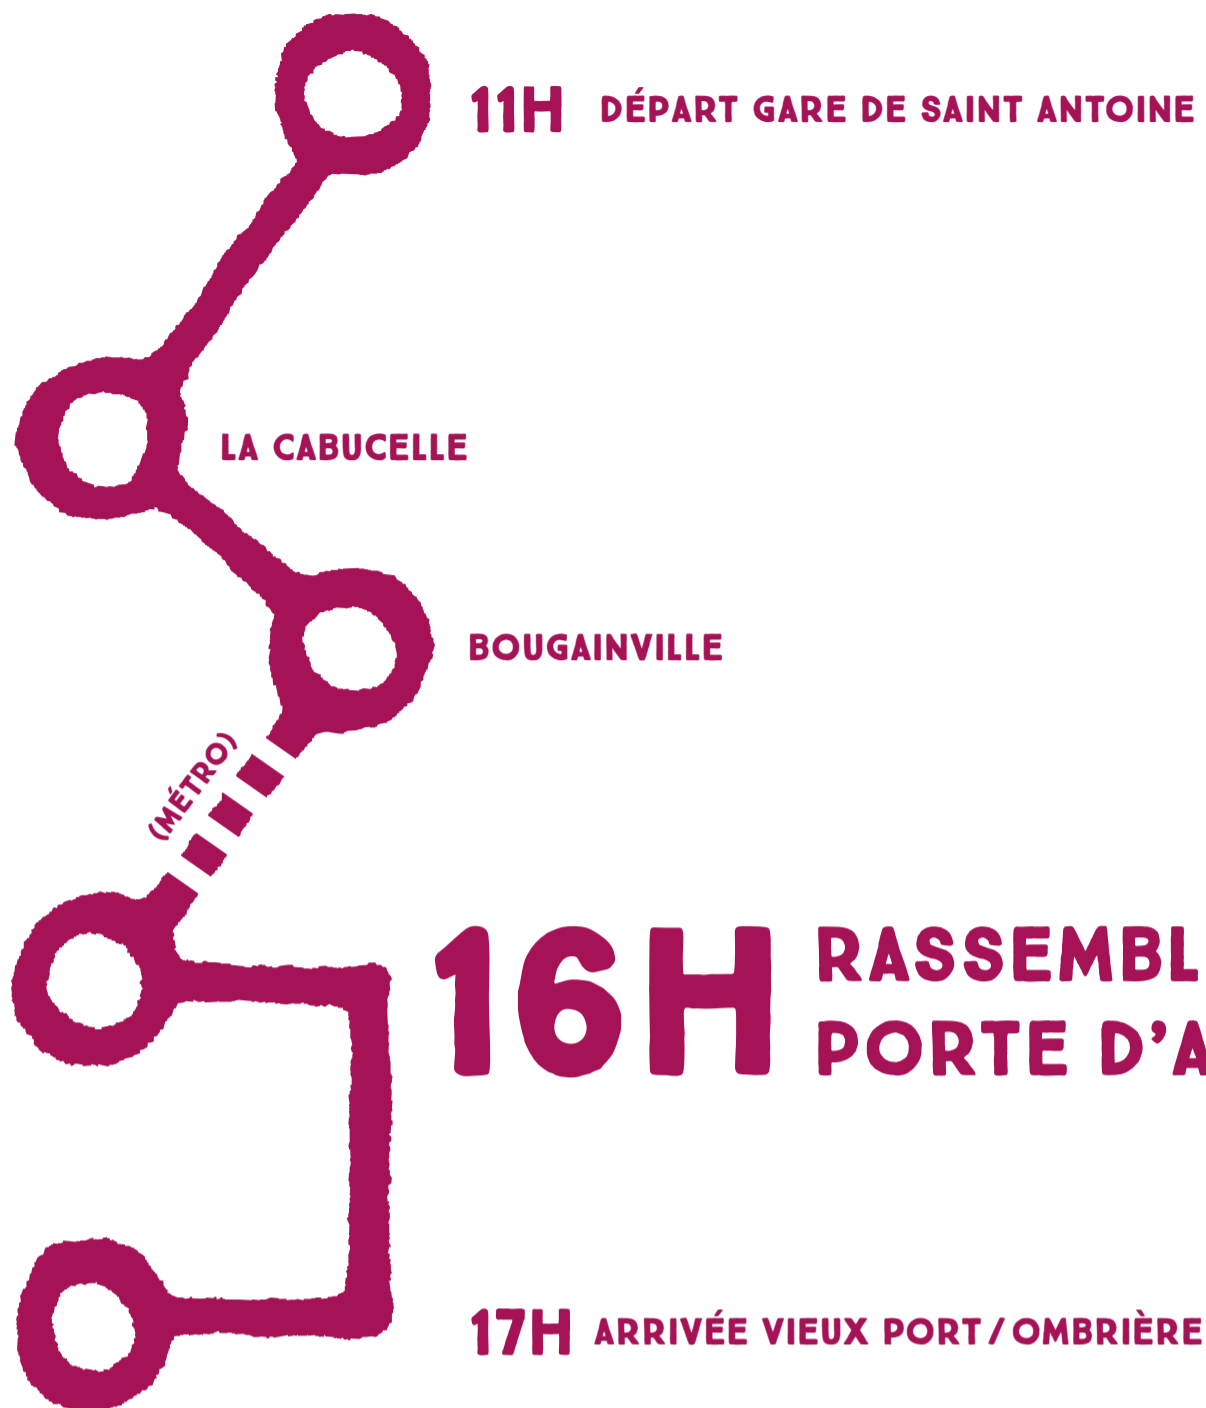 11H DÉPART GARE DE SAINT ANTOINE
LA CABUCELLE
BOUGAINVILLE
(MÉTRO)
16H RASSEMBL
PORTE D'A
17H ARRIVÉE VIEUX PORT / OMBRIÈRE